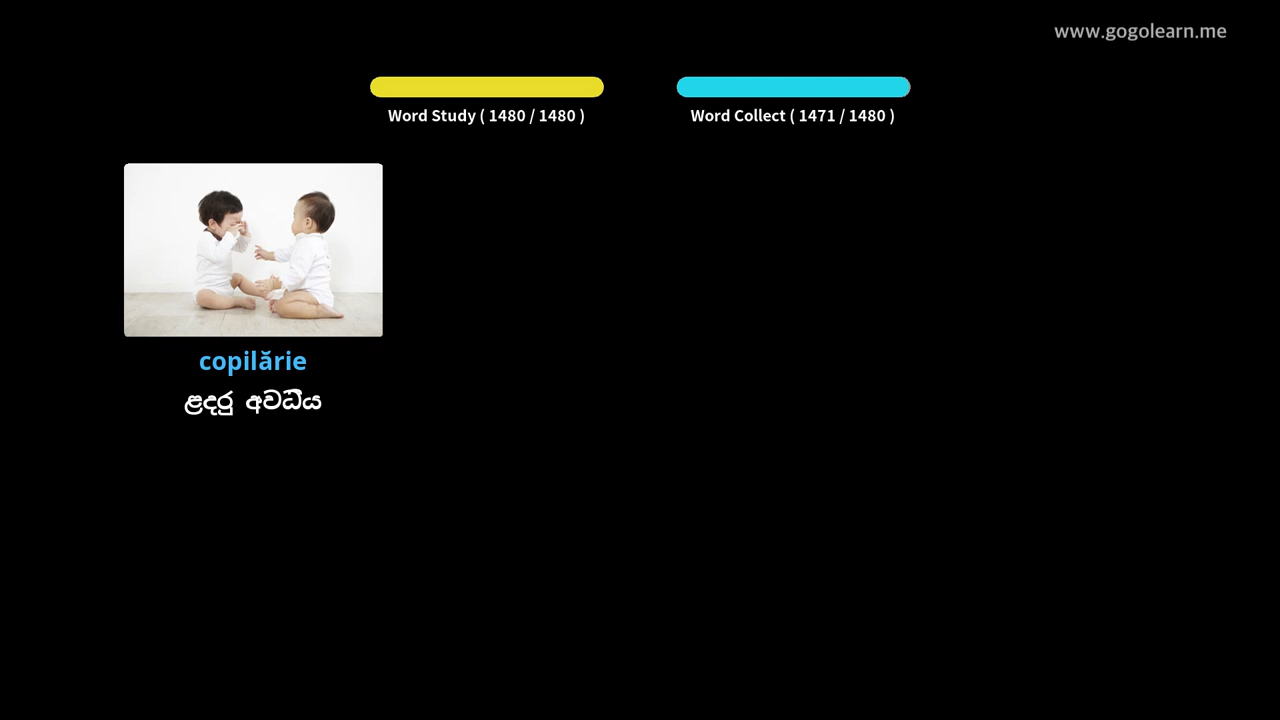 www.gogolearn.me
Word Study ( 1480 / 1480 )
Word Collect ( 1471 / 1480 )
copilărie
ළදරු අවධිය